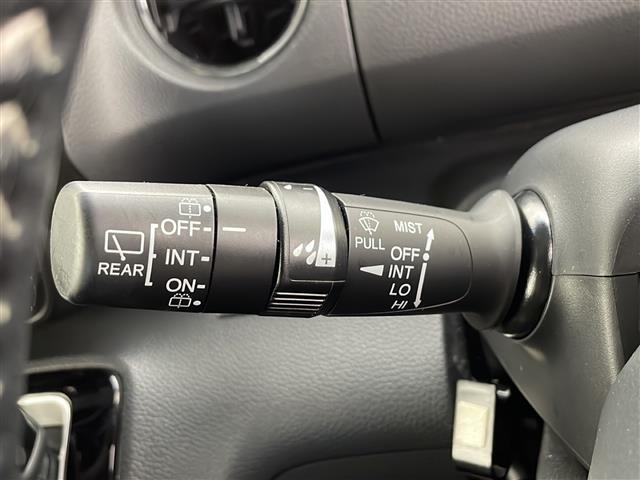 OFF
INT
REAR
ON
PULL
MIST
OFF
INT
LO
HI